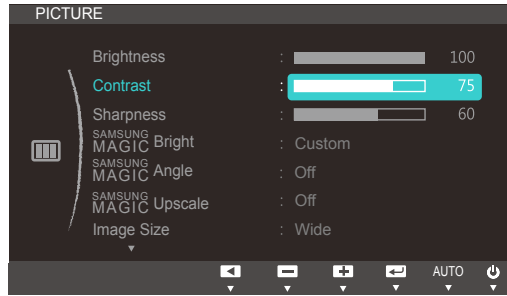 PICTURE
Brightness : 100
Contrast : 75
Sharpness : 60
SAMSUNG MAGIC Bright : Custom
SAMSUNG MAGIC Angle : Off
SAMSUNG MAGIC Upscale : Off
Image Size : Wide
AUTO